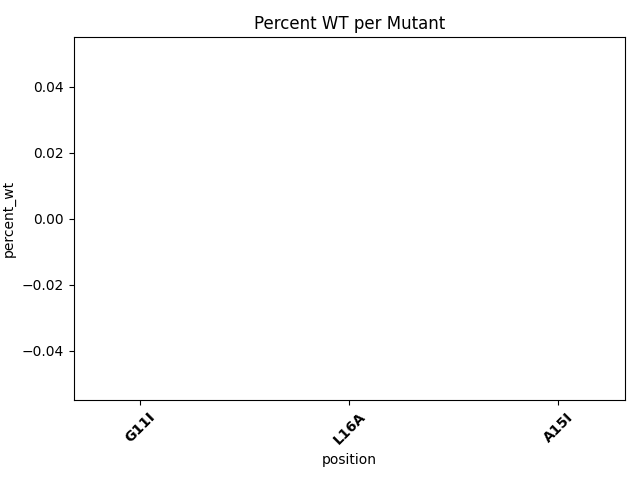 Percent WT per Mutant
percent_wt
0.04
0.02
0.00
−0.02
−0.04
G11I
L16A
A15I
position